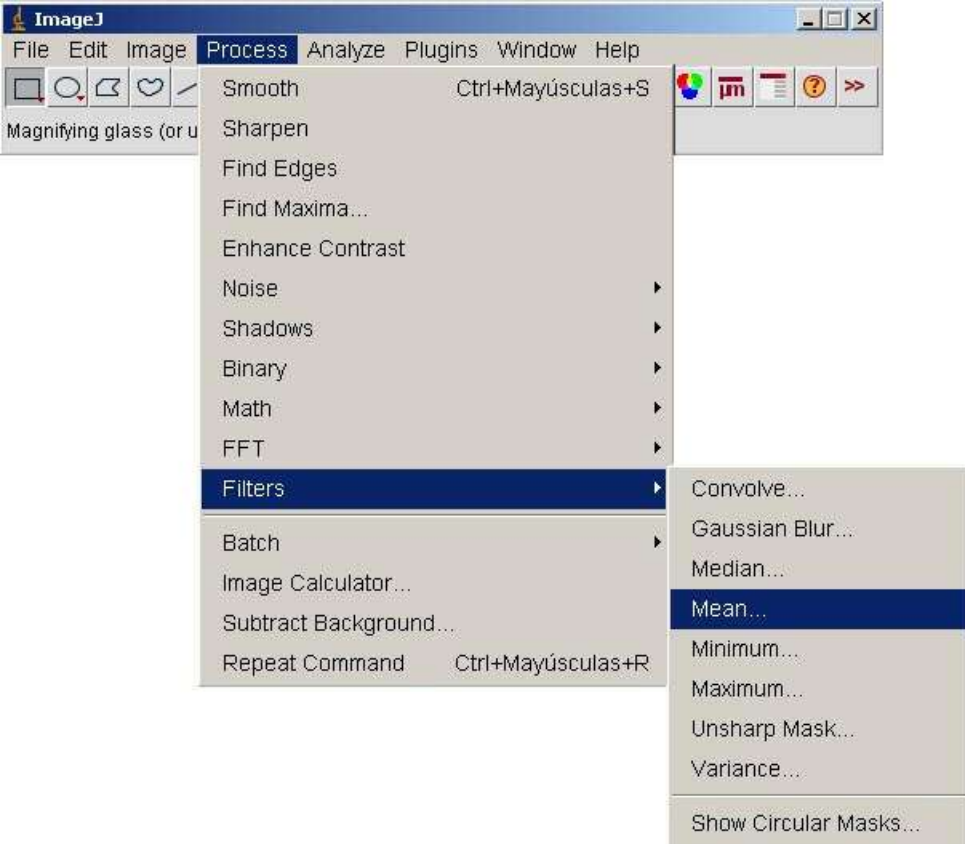 ImageJ
File Edit Image Process Analyze Plugins Window Help
µm ? >>
Magnifying glass (or u
Smooth Ctrl+Mayúsculas+S
Sharpen
Find Edges
Find Maxima...
Enhance Contrast
Noise
Shadows
Binary
Math
FFT
Filters
Batch
Image Calculator...
Subtract Background...
Repeat Command Ctrl+Mayúsculas+R
Convolve...
Gaussian Blur...
Median...
Mean...
Minimum...
Maximum...
Unsharp Mask...
Variance...
Show Circular Masks...